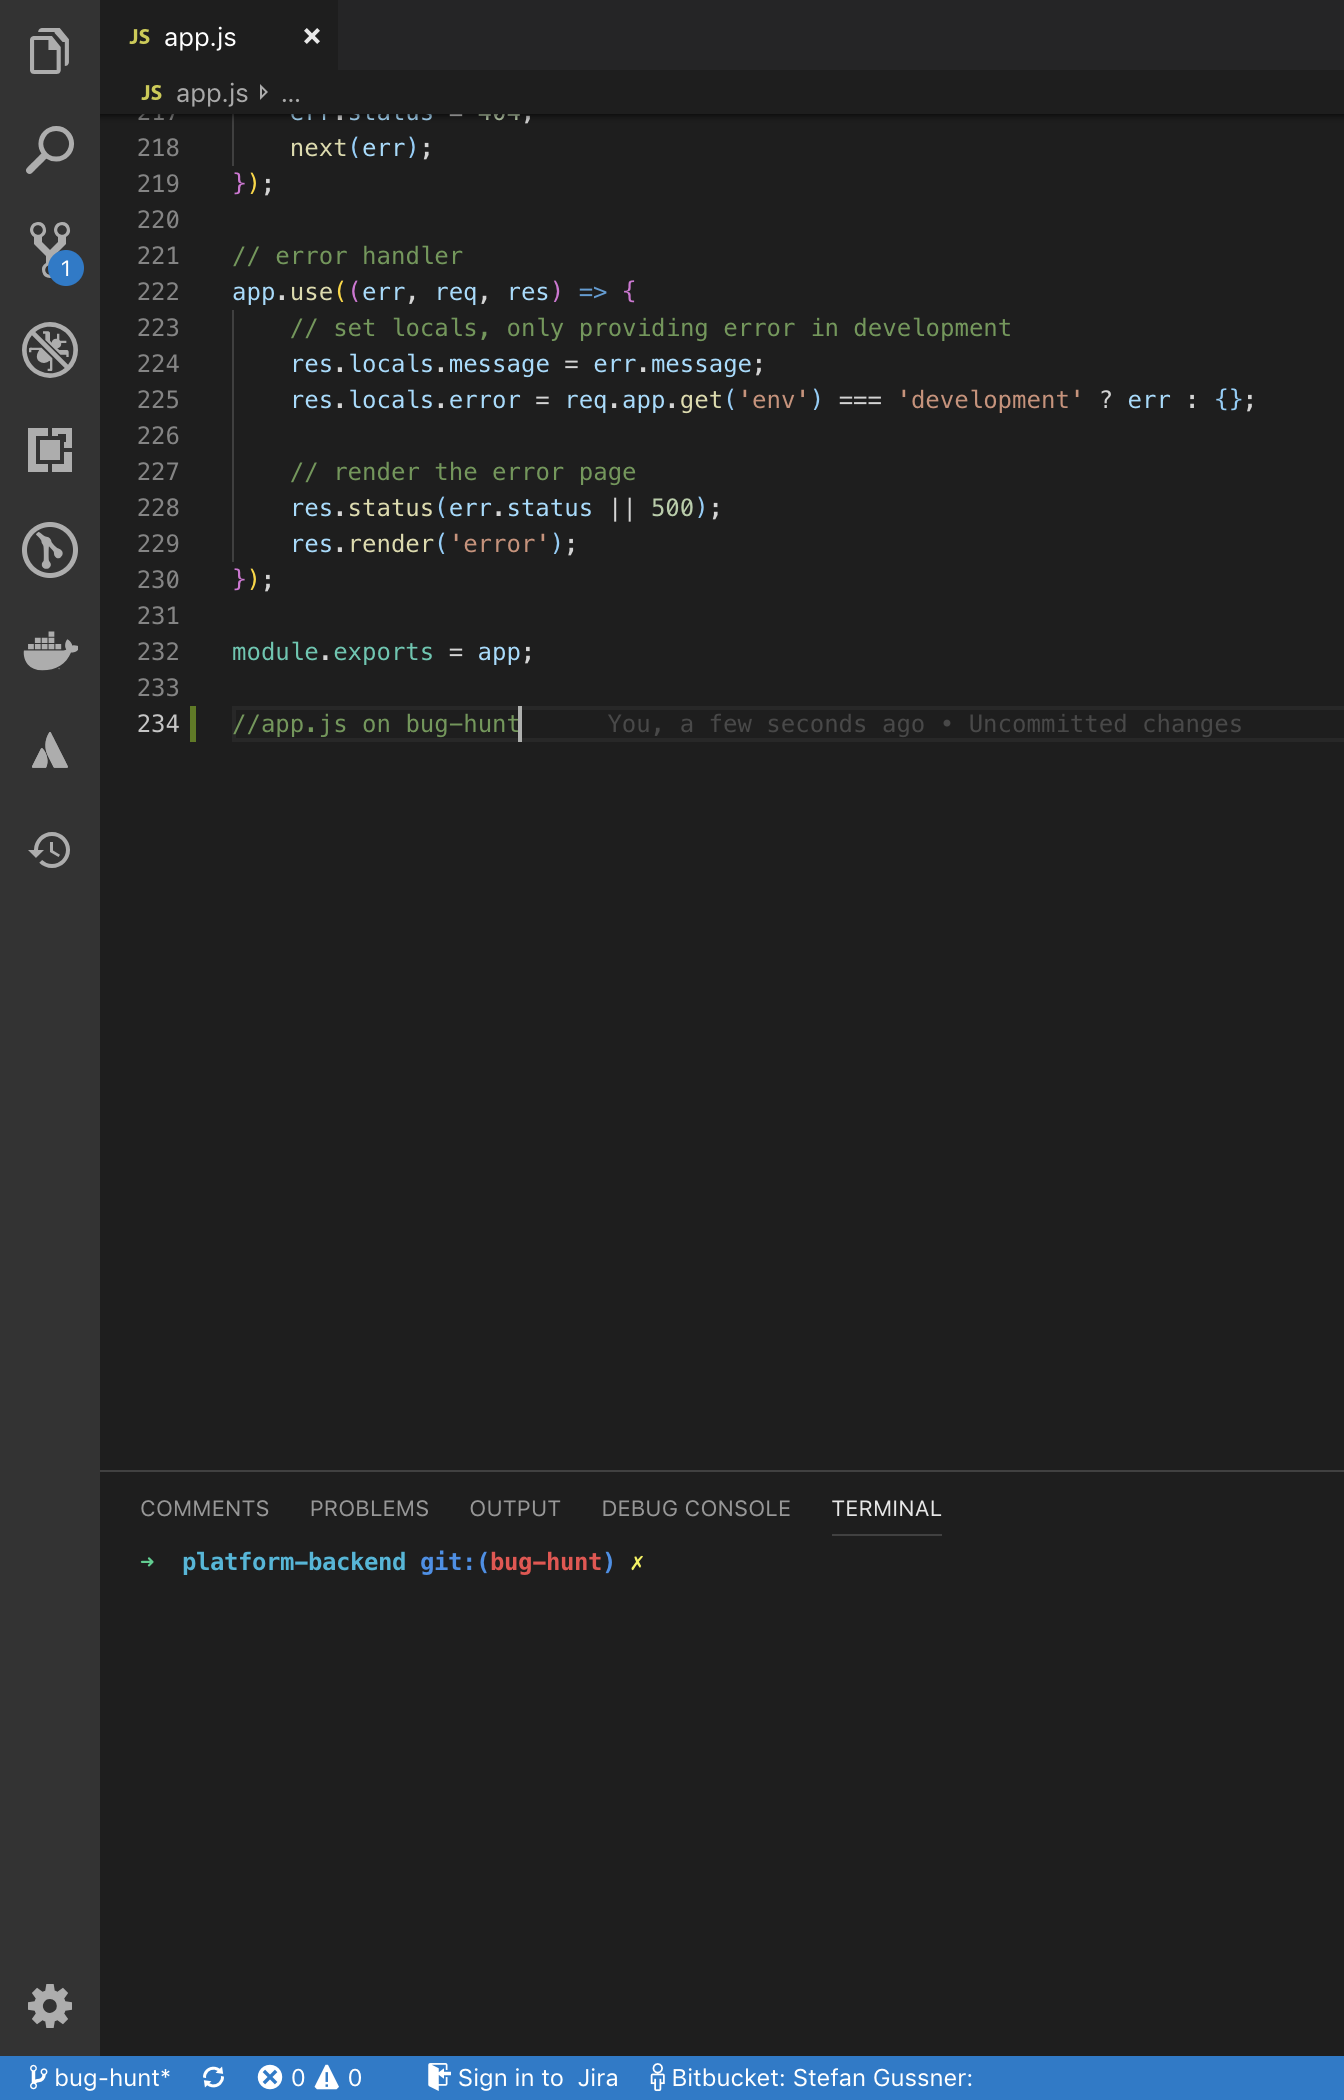 JS app.js ×
JS app.js ...
217 err.status = 404;
218 next(err);
219 });
220
221 // error handler
222 app.use((err, req, res) => {
223 // set locals, only providing error in development
224 res.locals.message = err.message;
225 res.locals.error = req.app.get('env') === 'development' ? err : {};
226
227 // render the error page
228 res.status(err.status || 500);
229 res.render('error');
230 });
231
232 module.exports = app;
233
234 //app.js on bug-hunt You, a few seconds ago • Uncommitted changes
1
COMMENTS PROBLEMS OUTPUT DEBUG CONSOLE TERMINAL
➜ platform-backend git:(bug-hunt) ✗
bug-hunt* 0 0 Sign in to Jira Bitbucket: Stefan Gussner: